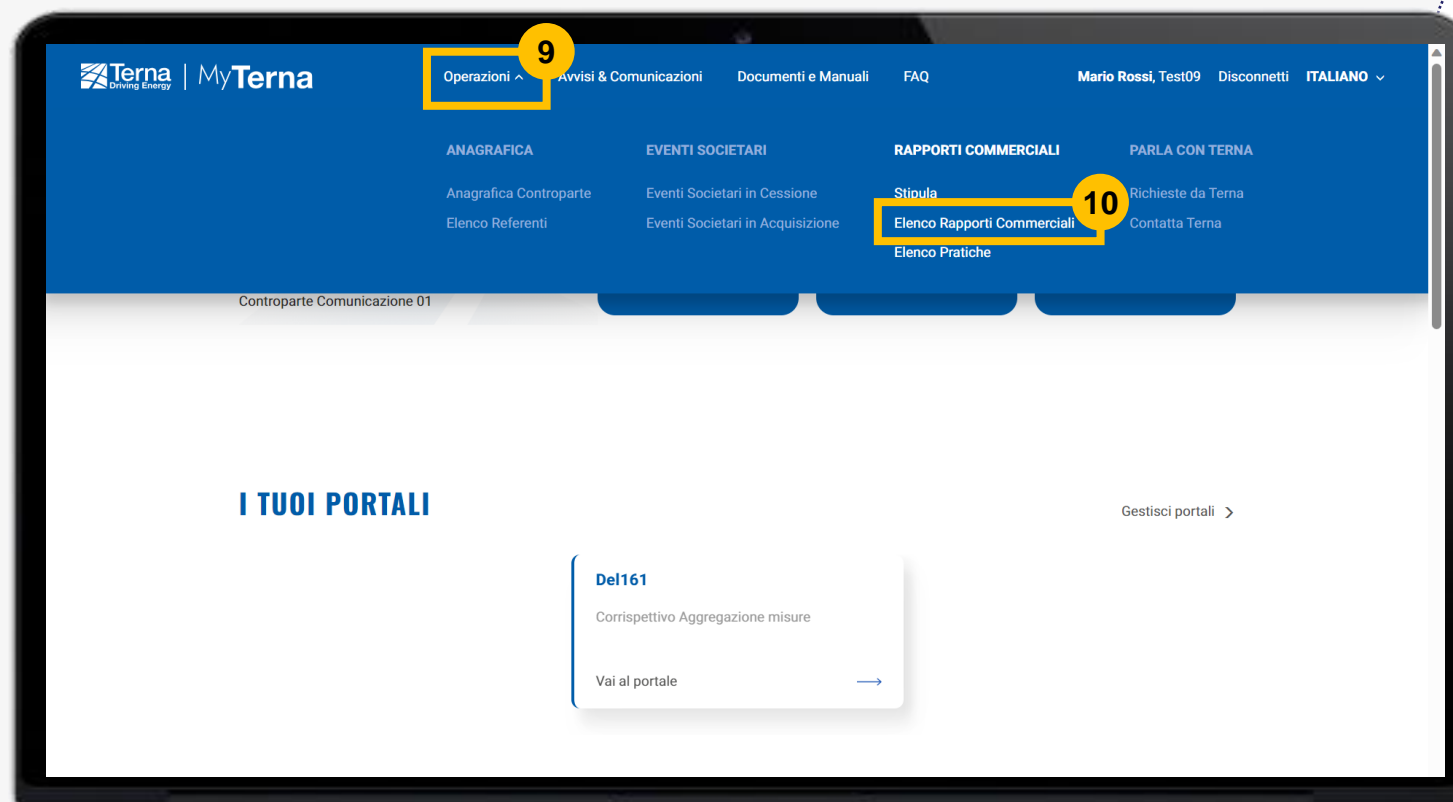 Terna
Driving Energy
MyTerna
Operazioni
9
Avvisi & Comunicazioni
Documenti e Manuali
FAQ
Mario Rossi, Test09
Disconnetti
ITALIANO
ANAGRAFICA
Anagrafica Controparte
Elenco Referenti
EVENTI SOCIETARI
Eventi Societari in Cessione
Eventi Societari in Acquisizione
RAPPORTI COMMERCIALI
Stipula
10
Elenco Rapporti Commerciali
Elenco Pratiche
PARLA CON TERNA
Richieste da Terna
Contatta Terna
Controparte Comunicazione 01
I TUOI PORTALI
Gestisci portali
Del161
Corrispettivo Aggregazione misure
Vai al portale